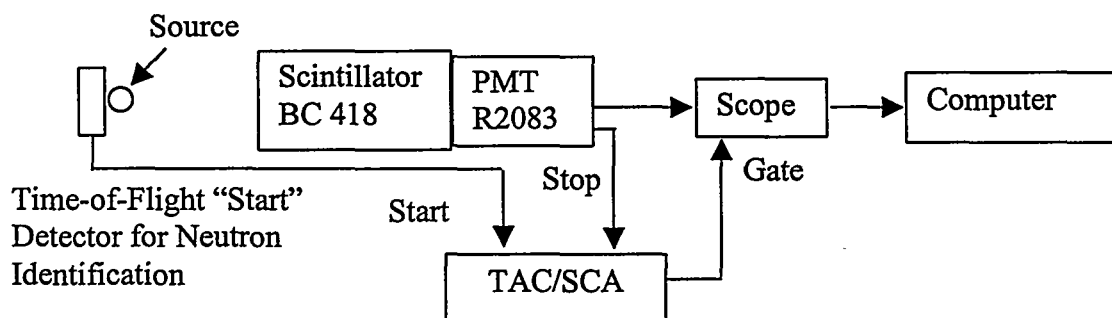 Source
Scintillator
BC 418
PMT
R2083
Scope
Computer
Time-of-Flight “Start”
Detector for Neutron
Identification
Start
Stop
Gate
TAC/SCA